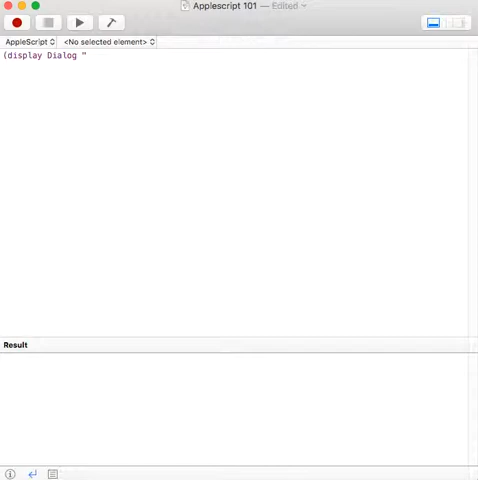 Applescript 101 — Edited
AppleScript <No selected element>
(display Dialog "
Result